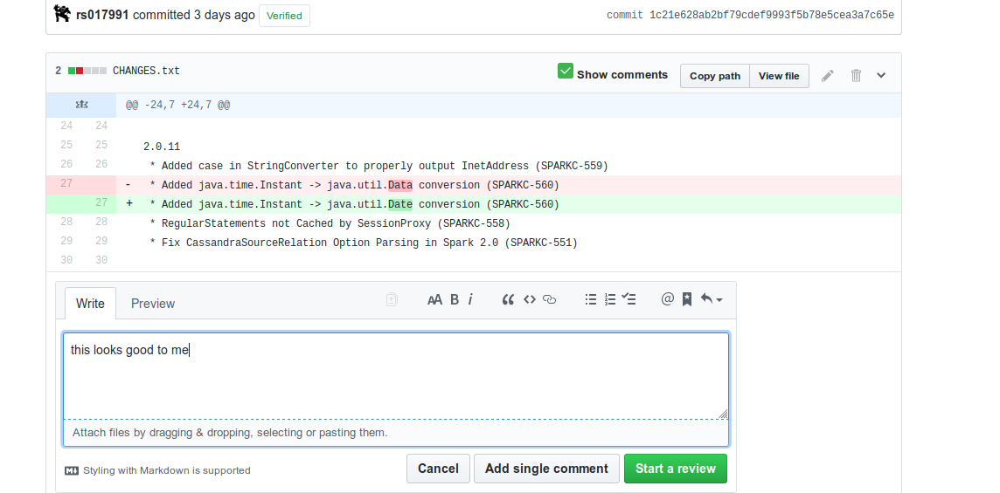 rs017991 committed 3 days ago Verified commit 1c21e628ab2bf79cdef9993f5b78e5cea3a7c65e
2 CHANGES.txt Show comments Copy path View file
@@ -24,7 +24,7 @@
24 24
25 25 2.0.11
26 26 * Added case in StringConverter to properly output InetAddress (SPARKC-559)
27 - * Added java.time.Instant -> java.util.Data conversion (SPARKC-560)
27 + * Added java.time.Instant -> java.util.Date conversion (SPARKC-560)
28 28 * RegularStatements not Cached by SessionProxy (SPARKC-558)
29 29 * Fix CassandraSourceRelation Option Parsing in Spark 2.0 (SPARKC-551)
30 30
Write Preview AA B i “ <> @
this looks good to me
Attach files by dragging & dropping, selecting or pasting them.
M↓ Styling with Markdown is supported Cancel Add single comment Start a review